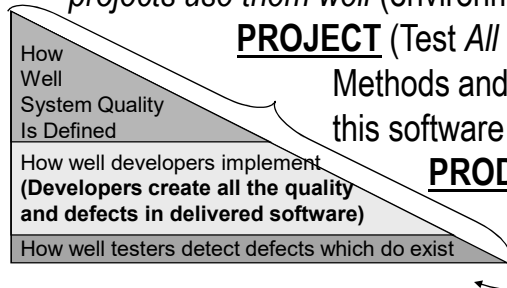 projects use them well (environm
PROJECT (Test All
Methods and
this software
PROD
How
Well
System Quality
Is Defined
How well developers implement
(Developers create all the quality
and defects in delivered software)
How well testers detect defects which do exist